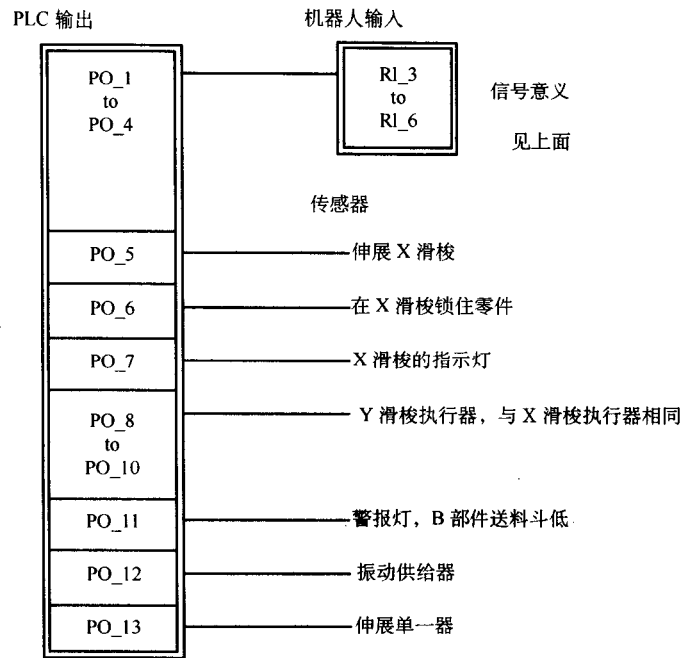 PLC 输出
机器人输入
PO_1
to
PO_4
RI_3
to
RI_6
信号意义
见上面
传感器
PO_5
伸展 X 滑梭
PO_6
在 X 滑梭锁住零件
PO_7
X 滑梭的指示灯
PO_8
to
PO_10
Y 滑梭执行器，与 X 滑梭执行器相同
PO_11
警报灯，B 部件送料斗低
PO_12
振动供给器
PO_13
伸展单一器